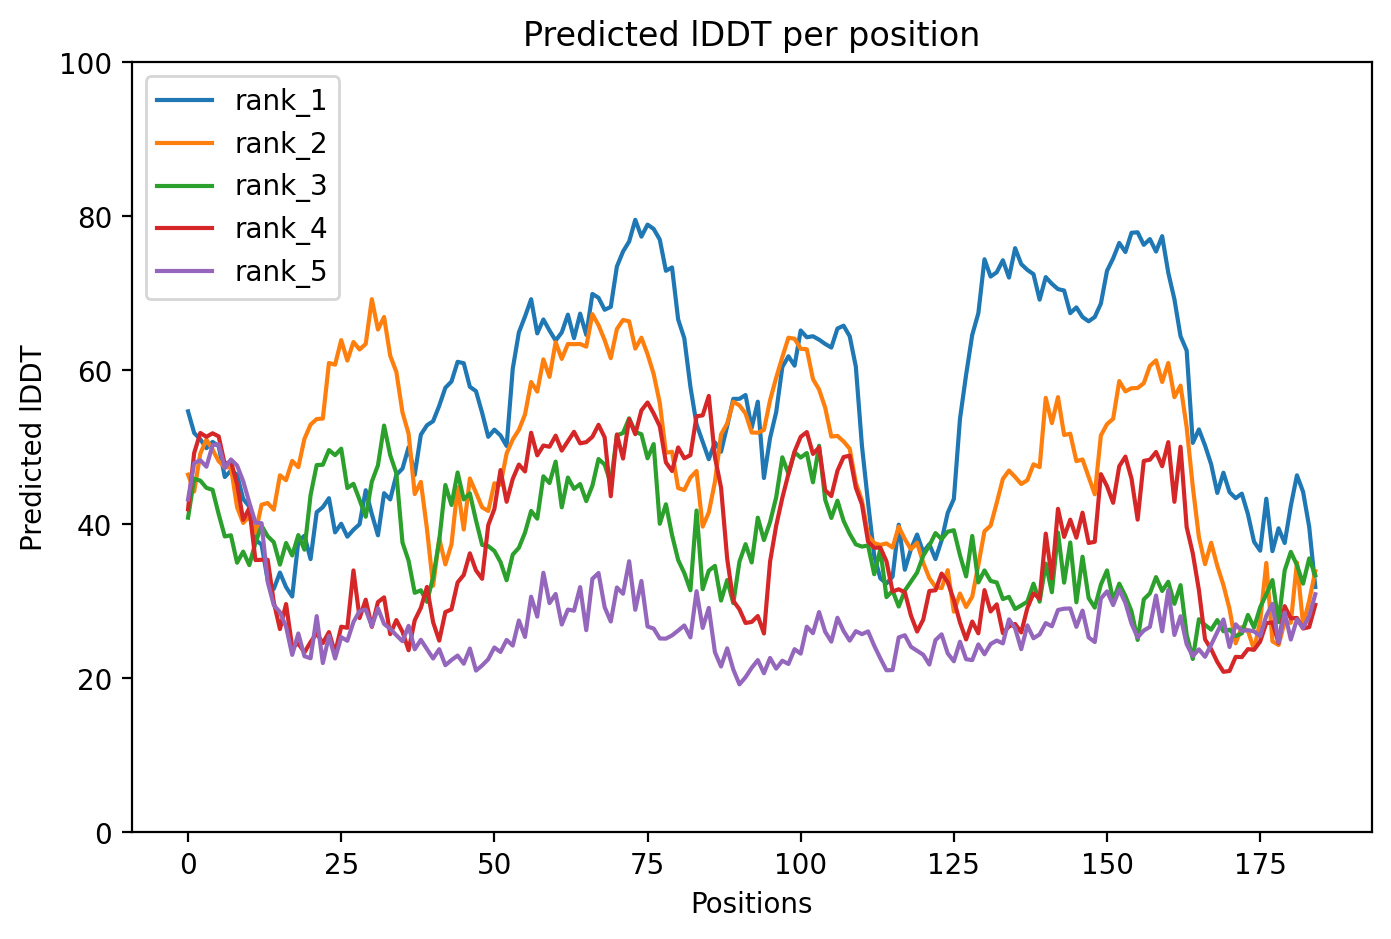 Predicted lDDT per position
100
80
60
40
20
0
Predicted lDDT
rank_1
rank_2
rank_3
rank_4
rank_5
0 25 50 75 100 125 150 175
Positions